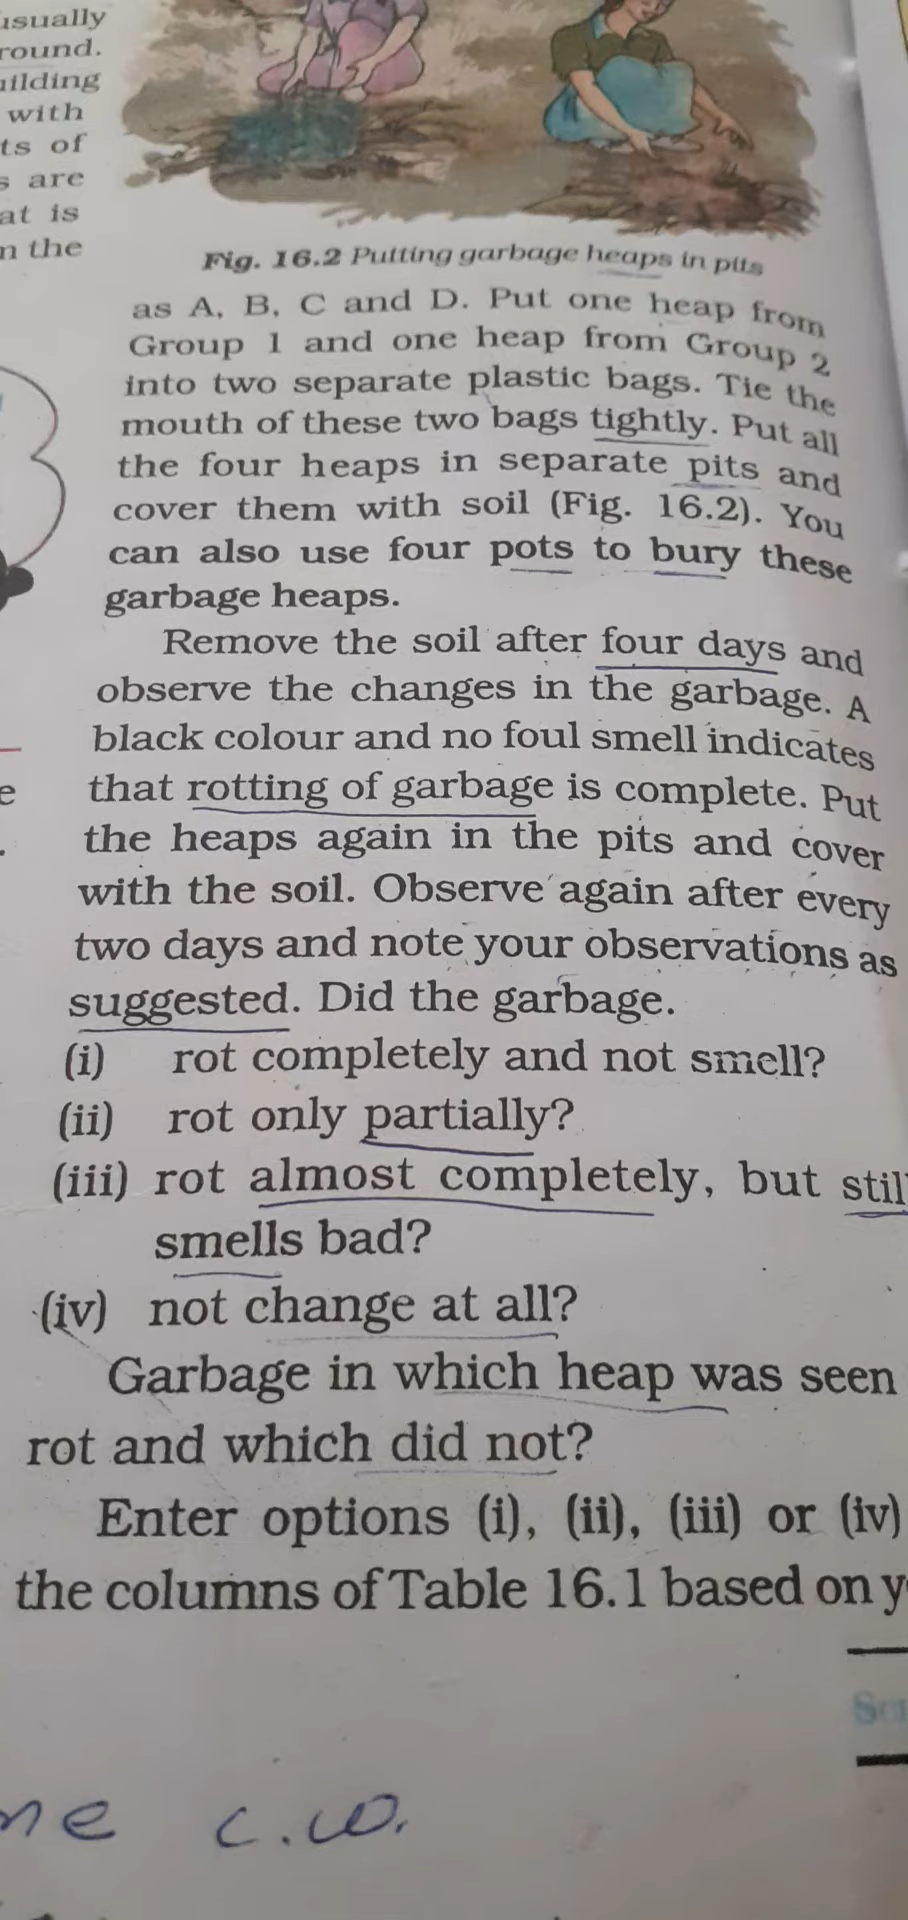 usually
round.
with
of
are
is
the
Fig. 16.2 Putting garbage heaps in pits
as A, B, C and D. Put one heap from
Group 1 and one heap from Group 2
into two separate plastic bags. Tie the
mouth of these two bags tightly. Put all
the four heaps in separate pits and
cover them with soil (Fig. 16.2). You
can also use four pots to bury these
garbage heaps.
Remove the soil after four days and
observe the changes in the garbage. A
black colour and no foul smell indicates
that rotting of garbage is complete. Put
the heaps again in the pits and cover
with the soil. Observe again after every
two days and note your observations as
suggested. Did the garbage.
(i) rot completely and not smell?
(ii) rot only partially?
(iii) rot almost completely, but still
smells bad?
(iv) not change at all?
Garbage in which heap was seen
rot and which did not?
Enter options (i), (ii), (iii) or (iv)
the columns of Table 16.1 based on
c.w.